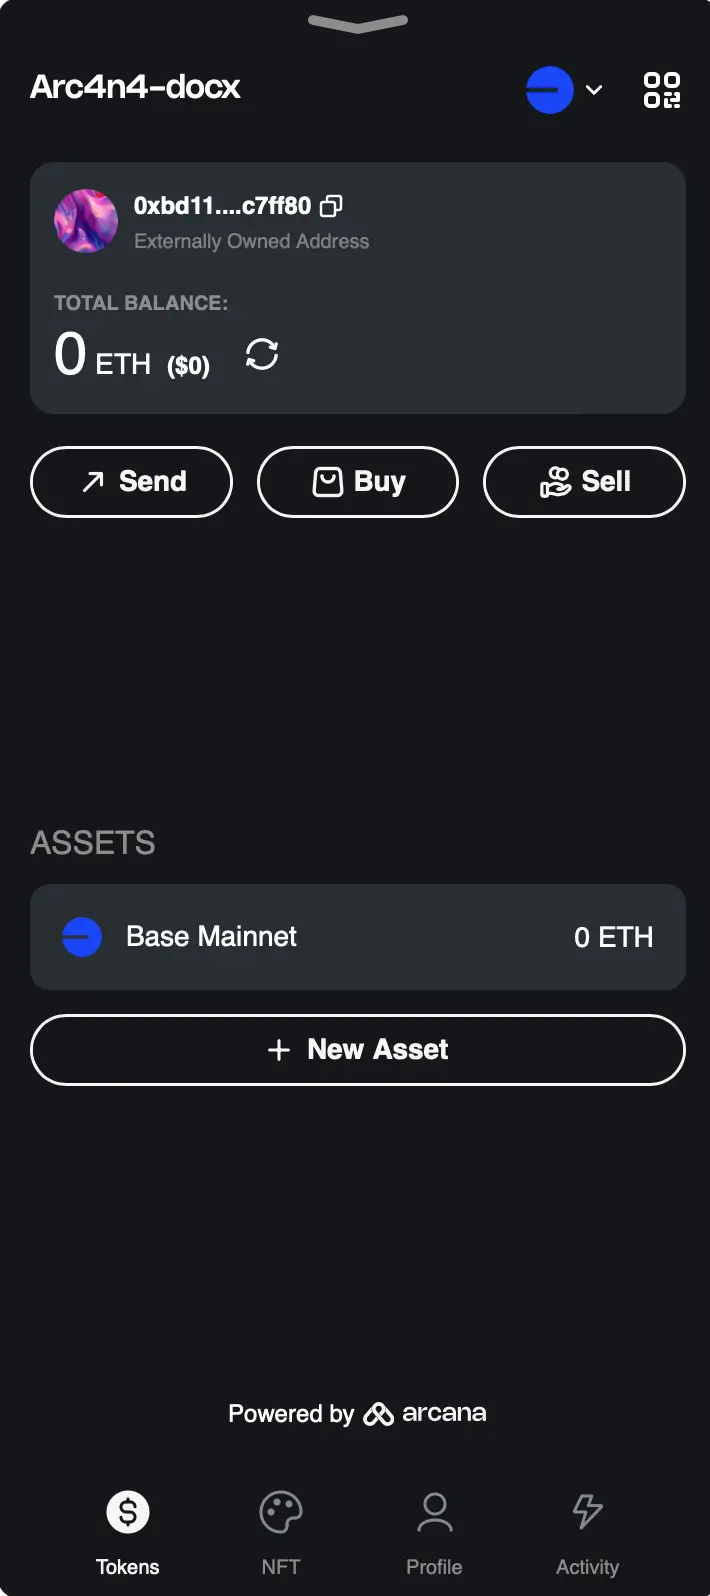 Arc4n4-docx
0xbd11....c7ff80
Externally Owned Address
TOTAL BALANCE:
0 ETH ($0)
Send Buy Sell
ASSETS
Base Mainnet 0 ETH
+ New Asset
Powered by arcana
Tokens NFT Profile Activity